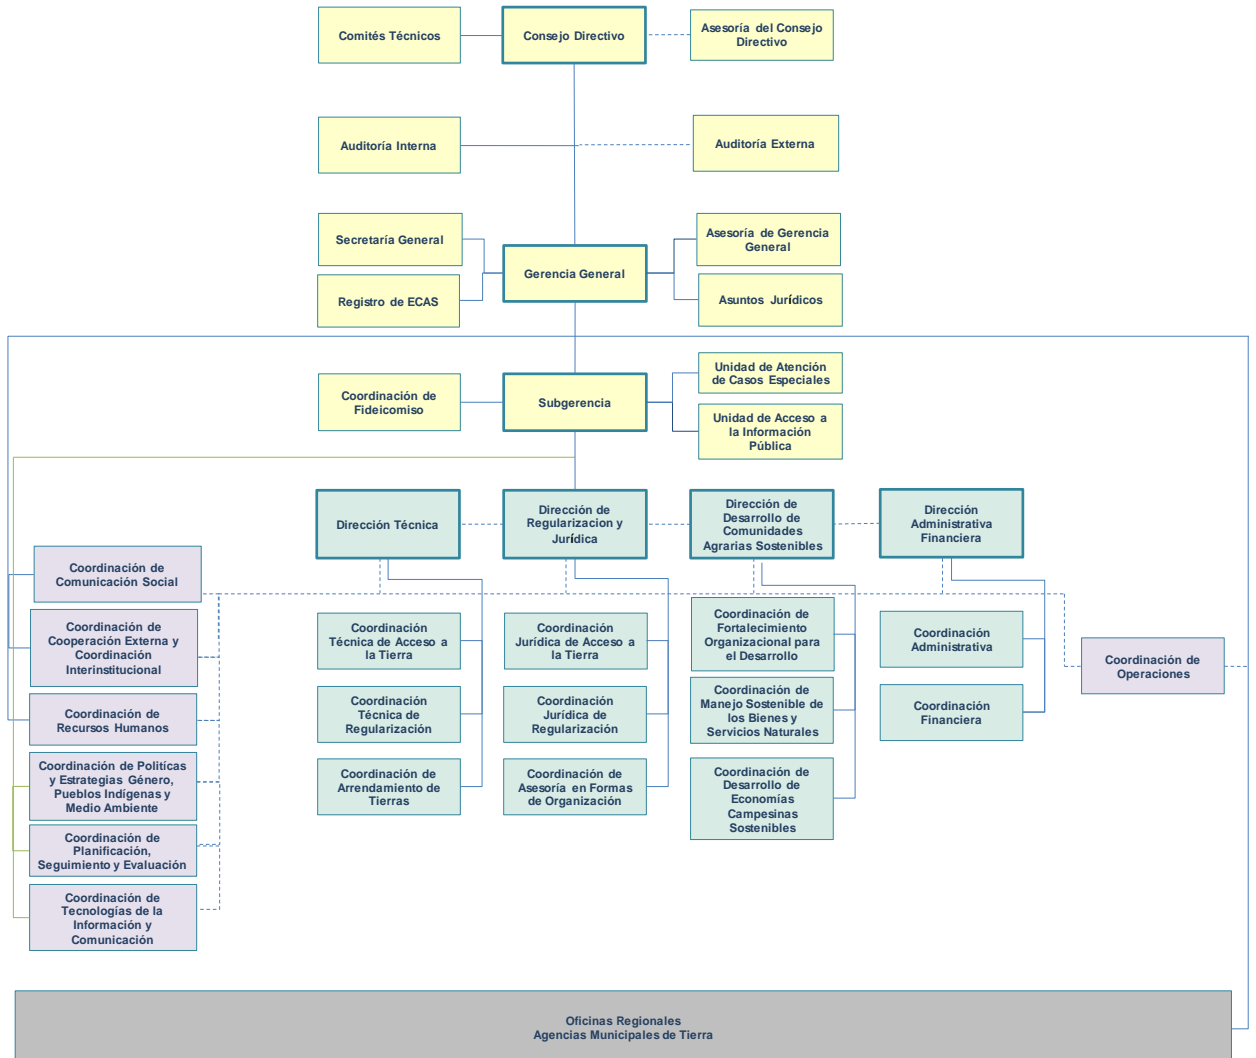 Comités Técnicos
Consejo Directivo
Asesoría del Consejo
Directivo
Auditoría Interna
Auditoría Externa
Secretaría General
Asesoría de Gerencia
General
Gerencia General
Registro de ECAS
Asuntos Jurídicos
Coordinación de
Fideicomiso
Subgerencia
Unidad de Atención
de Casos Especiales
Unidad de Acceso a
la Información
Pública
Dirección Técnica
Dirección de
Regularizacion y
Jurídica
Dirección de
Desarrollo de
Comunidades
Agrarias Sostenibles
Dirección
Administrativa
Financiera
Coordinación de
Comunicación Social
Coordinación de
Cooperación Externa y
Coordinación
Interinstitucional
Coordinación de
Recursos Humanos
Coordinación de Politícas
y Estrategias Género,
Pueblos Indígenas y
Medio Ambiente
Coordinación de
Planificación,
Seguimiento y Evaluación
Coordinación de
Tecnologías de la
Información y
Comunicación
Coordinación
Técnica de Acceso a
la Tierra
Coordinación
Técnica de
Regularización
Coordinación de
Arrendamiento de
Tierras
Coordinación
Jurídica de Acceso a
la Tierra
Coordinación
Jurídica de
Regularización
Coordinación de
Asesoría en Formas
de Organización
Coordinación de
Fortalecimiento
Organizacional para
el Desarrollo
Coordinación de
Manejo Sostenible de
los Bienes y
Servicios Naturales
Coordinación de
Desarrollo de
Economías
Campesinas
Sostenibles
Coordinación
Administrativa
Coordinación
Financiera
Coordinación de
Operaciones
Oficinas Regionales
Agencias Municipales de Tierra